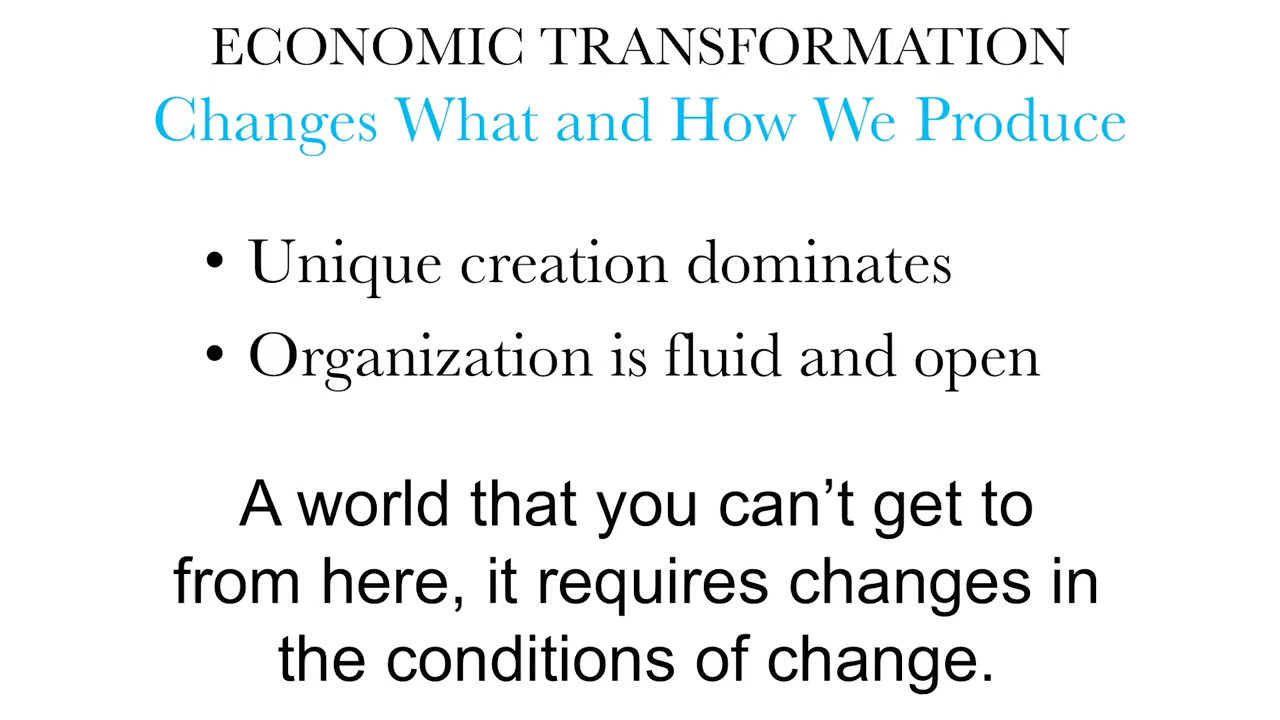 ECONOMIC TRANSFORMATION
Changes What and How We Produce
• Unique creation dominates
• Organization is fluid and open
A world that you can’t get to
from here, it requires changes in
the conditions of change.